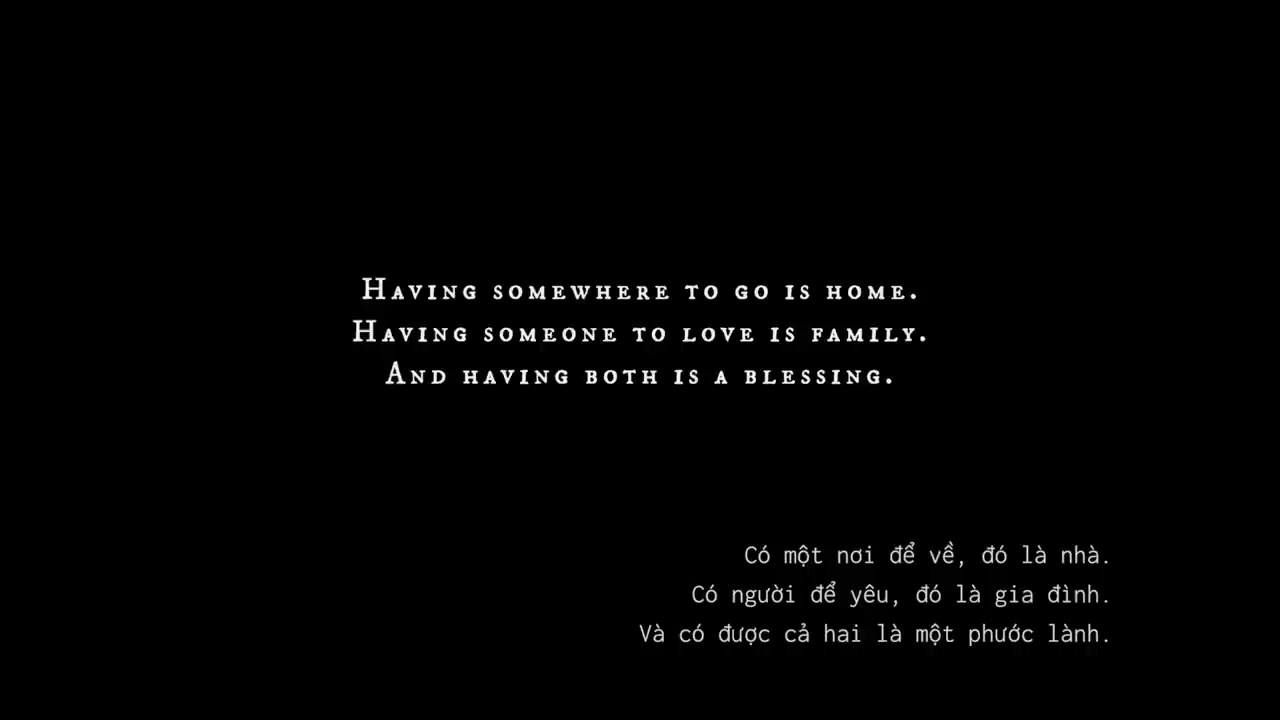 Having somewhere to go is home.
Having someone to love is family.
And having both is a blessing.
Có một nơi để về, đó là nhà.
Có người để yêu, đó là gia đình.
Và có được cả hai là một phước lành.